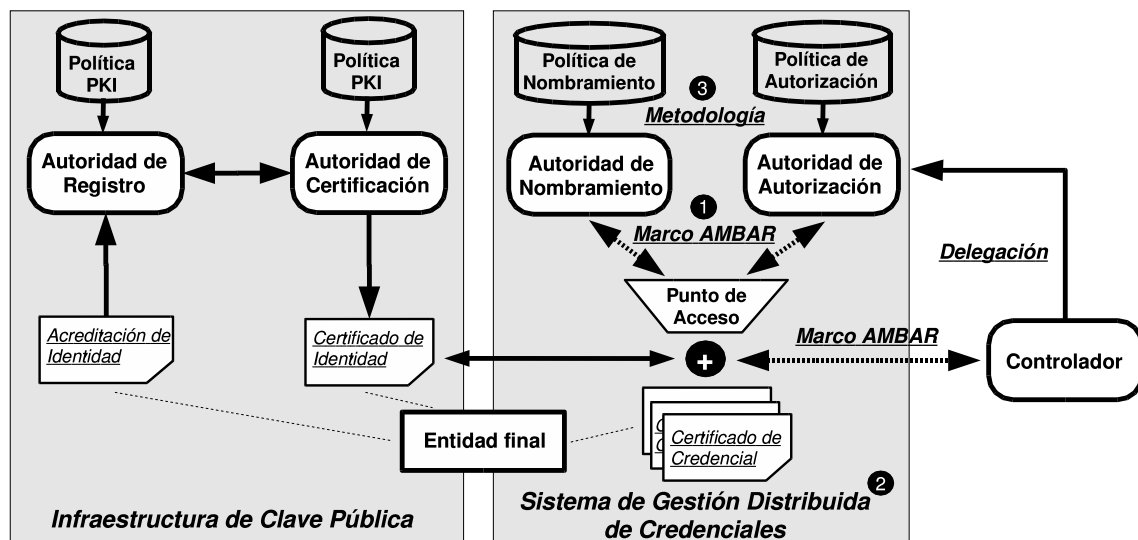 Política
PKI
Política
PKI
Autoridad de
Registro
Autoridad de
Certificación
Acreditación de
Identidad
Certificado de
Identidad
Infraestructura de Clave Pública
Política de
Nombramiento
Política de
Autorización
3
Metodología
Autoridad de
Nombramiento
Autoridad de
Autorización
1
Marco AMBAR
Punto de
Acceso
+
Marco AMBAR
Delegación
Controlador
Entidad final
C
C
Certificado de
Credencial
2
Sistema de Gestión Distribuida
de Credenciales